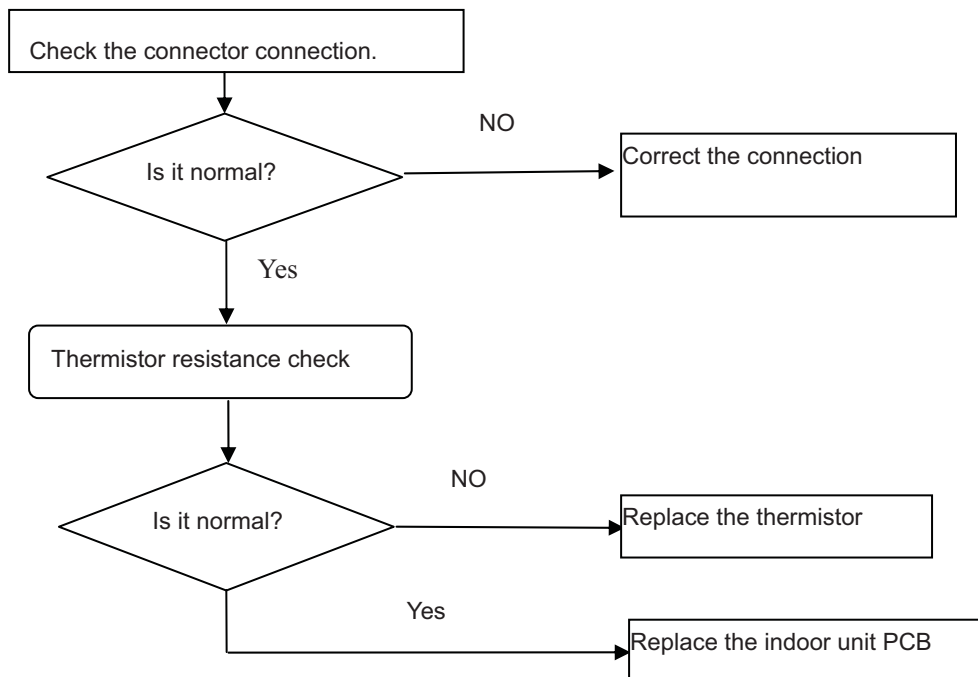 Check the connector connection.
NO
Is it normal?
Correct the connection
Yes
Thermistor resistance check
NO
Is it normal?
Replace the thermistor
Yes
Replace the indoor unit PCB